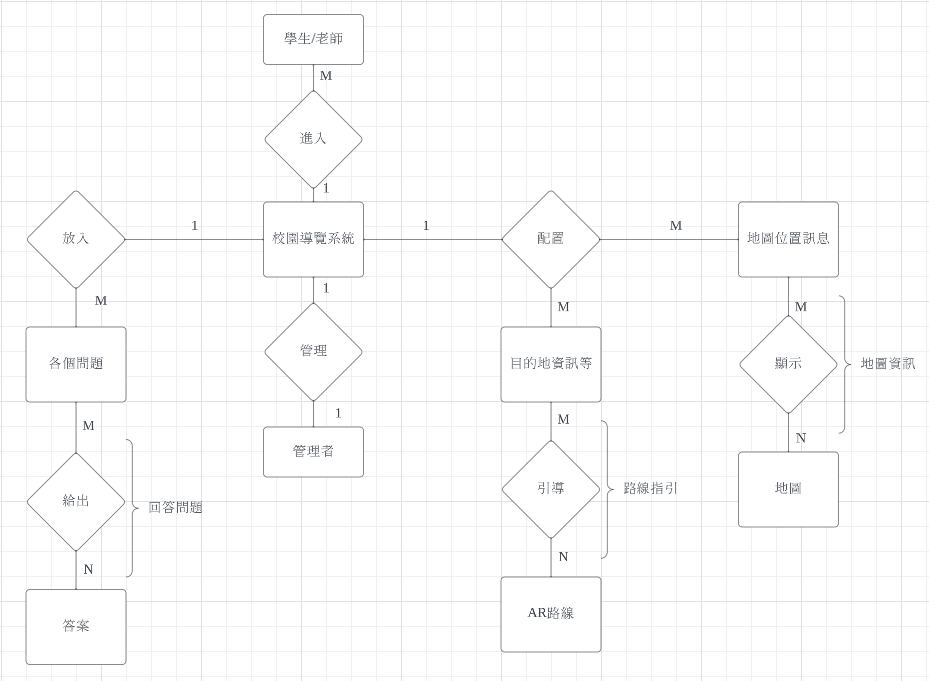 學生/老師
M
進入
1
放入
1
校園導覽系統
1
配置
M
地圖位置訊息
M
1
M
M
各個問題
管理
目的地資訊等
顯示
地圖資訊
M
1
M
N
管理者
給出
回答問題
引導
路線指引
地圖
N
N
答案
AR路線